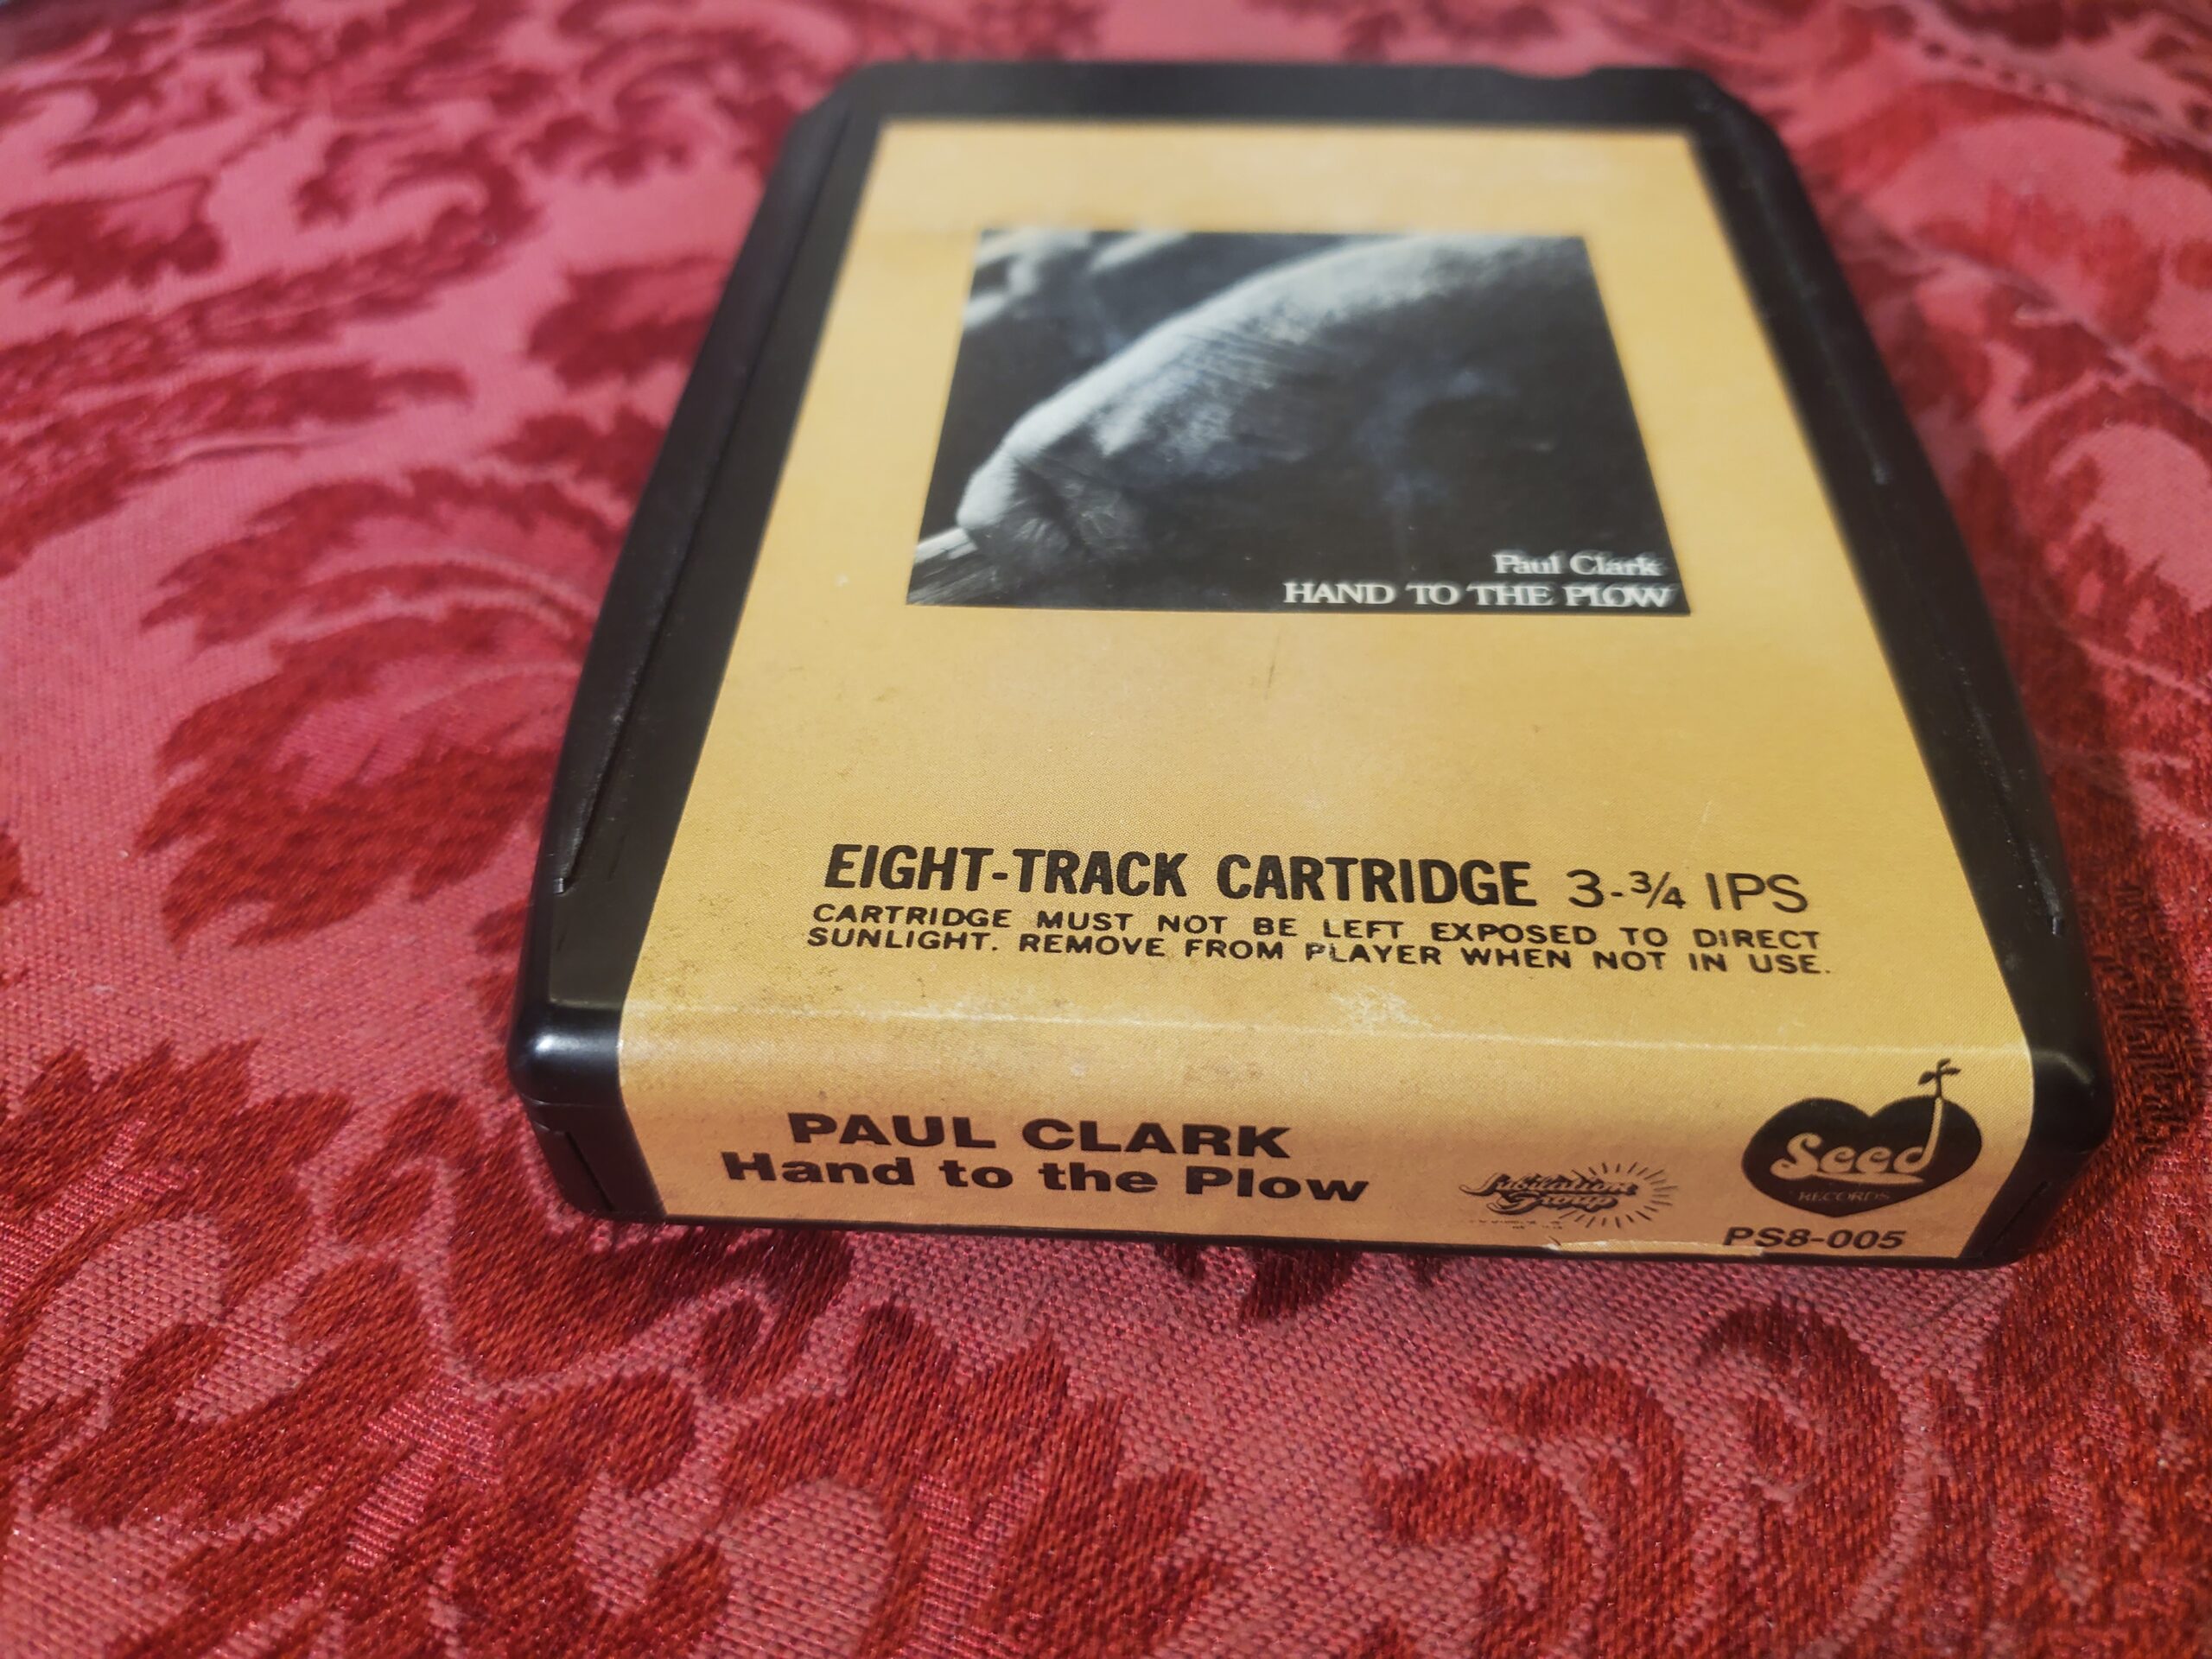 Paul Clark
HAND TO THE PLOW
EIGHT-TRACK CARTRIDGE 3-¾ IPS
CARTRIDGE MUST NOT BE LEFT EXPOSED TO DIRECT
SUNLIGHT. REMOVE FROM PLAYER WHEN NOT IN USE.
PAUL CLARK
Hand to the Plow
Jubilation
Group
Seed
RECORDS
PS8-005